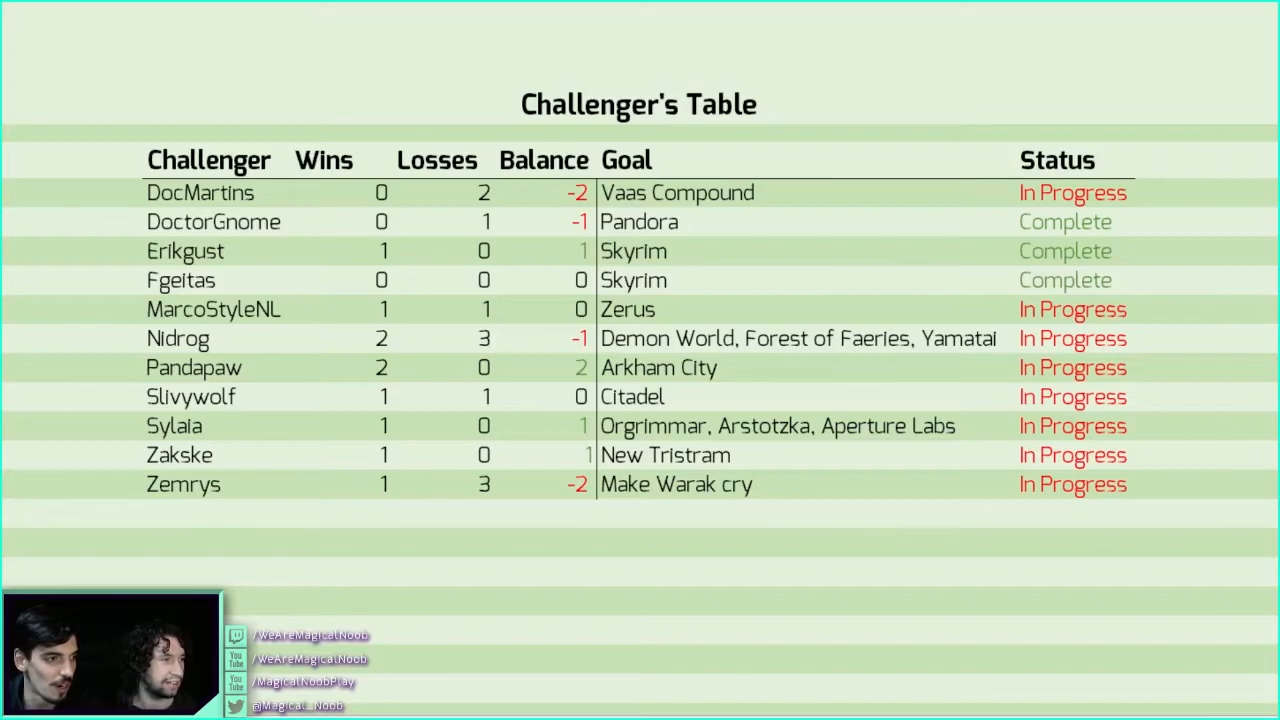 Challenger's Table
Challenger Wins Losses Balance Goal Status
DocMartins 0 2 -2 Vaas Compound In Progress
DoctorGnome 0 1 -1 Pandora Complete
Erikgust 1 0 1 Skyrim Complete
Fgeitas 0 0 0 Skyrim Complete
MarcoStyleNL 1 1 0 Zerus In Progress
Nidrog 2 3 -1 Demon World, Forest of Faeries, Yamatai In Progress
Pandapaw 2 0 2 Arkham City In Progress
Slivywolf 1 1 0 Citadel In Progress
Sylaia 1 0 1 Orgrimmar, Arstotzka, Aperture Labs In Progress
Zakske 1 0 1 New Tristram In Progress
Zemrys 1 3 -2 Make Warak cry In Progress
/WeAreMagicalNoob
You Tube /WeAreMagicalNoob
You Tube /MagicalNoobPlay
@Magical_Noob